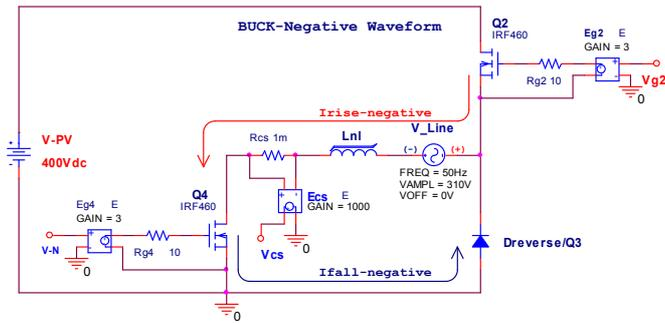 BUCK-Negative Waveform
Q2
IRF460
Eg2 E
GAIN = 3
Vg2
Rg2 10
0
Irise-negative
+
-
V-PV
400Vdc
Rcs 1m
Lnl
V_Line
(-)
(+)
FREQ = 50Hz
VAMPL = 310V
VOFF = 0V
Q4
IRF460
Ecs E
GAIN = 1000
Eg4 E
GAIN = 3
V-N
Rg4 10
0
Vcs
0
Ifall-negative
Dreverse/Q3
0